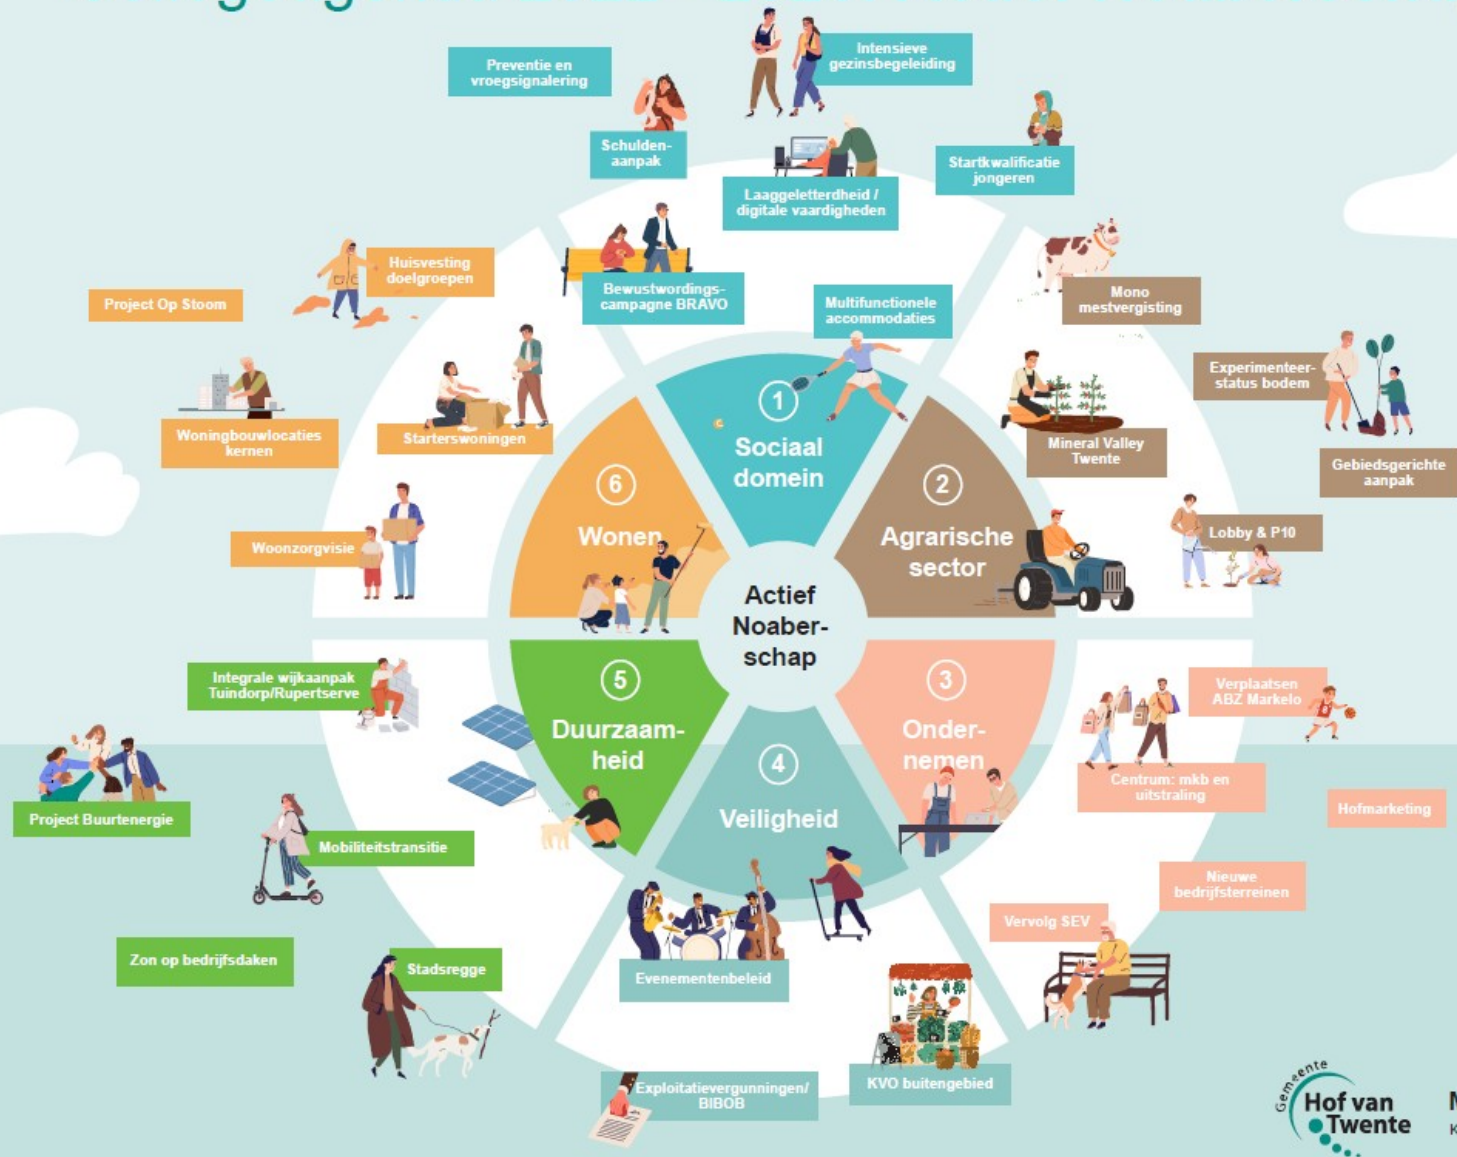 Preventie en
vroegsignalering
Intensieve
gezinsbegeleiding
Schulden-
aanpak
Startkwalificatie
jongeren
Laaggeletterdheid /
digitale vaardigheden
Bewustwordings-
campagne BRAVO
Multifunctionele
accommodaties
1
Sociaal
domein
Mono
mestvergisting
Experimenteer-
status bodem
Mineral Valley
Twente
Gebiedsgerichte
aanpak
Lobby & P10
2
Agrarische
sector
Verplaatsen
ABZ Markelo
Centrum: mkb en
uitstraling
Hofmarketing
Nieuwe
bedrijfsterreinen
Vervolg SEV
3
Onder-
nemen
4
Veiligheid
Evenementenbeleid
KVO buitengebied
Exploitatievergunningen/
BIBOB
5
Duurzaam-
heid
Integrale wijkaanpak
Tuindorp/Rupertserve
Project Buurtenergie
Mobiliteitstransitie
Zon op bedrijfsdaken
Stadsregge
6
Wonen
Huisvesting
doelgroepen
Project Op Stoom
Woningbouwlocaties
kernen
Starterswoningen
Woonzorgvisie
Actief
Noaber-
schap
Gemeente
Hof van
Twente